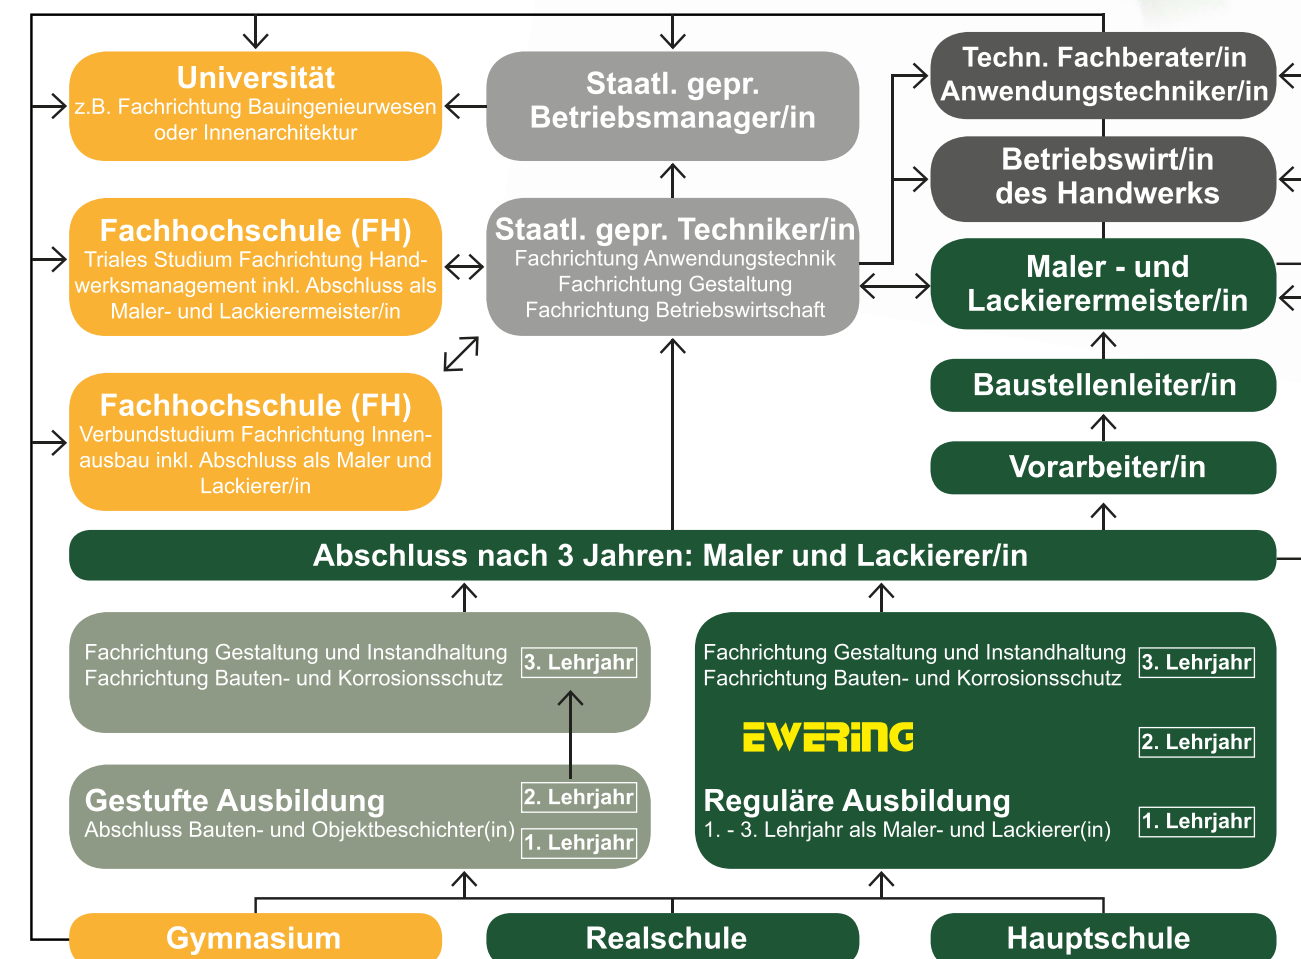 Universität
z.B. Fachrichtung Bauingenieurwesen
oder Innenarchitektur
Staatl. gepr.
Betriebsmanager/in
Techn. Fachberater/in
Anwendungstechniker/in
Betriebswirt/in
des Handwerks
Fachhochschule (FH)
Triales Studium Fachrichtung Hand-
werksmanagement inkl. Abschluss als
Maler- und Lackierermeister/in
Staatl. gepr. Techniker/in
Fachrichtung Anwendungstechnik
Fachrichtung Gestaltung
Fachrichtung Betriebswirtschaft
Maler - und
Lackierermeister/in
Baustellenleiter/in
Fachhochschule (FH)
Verbundstudium Fachrichtung Innen-
ausbau inkl. Abschluss als Maler und
Lackierer/in
Vorarbeiter/in
Abschluss nach 3 Jahren: Maler und Lackierer/in
Fachrichtung Gestaltung und Instandhaltung
Fachrichtung Bauten- und Korrosionsschutz
3. Lehrjahr
Gestufte Ausbildung
Abschluss Bauten- und Objektbeschichter(in)
2. Lehrjahr
1. Lehrjahr
Fachrichtung Gestaltung und Instandhaltung
Fachrichtung Bauten- und Korrosionsschutz
3. Lehrjahr
EWERiNG
2. Lehrjahr
Reguläre Ausbildung
1. - 3. Lehrjahr als Maler- und Lackierer(in)
1. Lehrjahr
Gymnasium
Realschule
Hauptschule